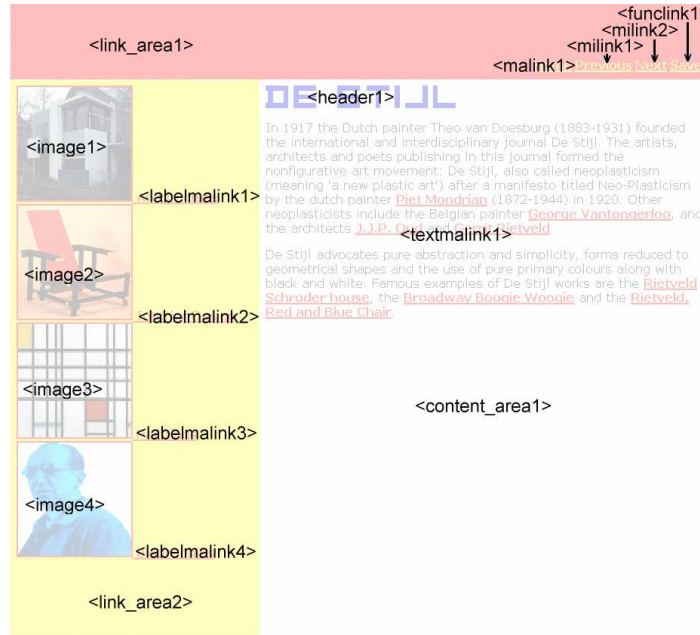 <funclink1
<milink2>
<link_area1>
<milink1>
<malink1> Previous Next Save
DE STIJL
<header1>
In 1917 the Dutch painter Theo van Doesburg (1883-1931) founded
the international and interdisciplinary journal De Stijl. The artists,
architects and poets publishing in this journal formed the
nonfigurative art movement: De Stijl, also called neoplasticism
(meaning 'a new plastic art') after a manifesto titled Neo-Plasticism
by the dutch painter Piet Mondrian (1872-1944) in 1920. Other
neoplasticists include the Belgian painter George Vantongerloo, and
the architects J.J.P. Oud and Gerrit Rietveld.
<textmalink1>
De Stijl advocates pure abstraction and simplicity, forms reduced to
geometrical shapes and the use of pure primary colours along with
black and white. Famous examples of De Stijl works are the Rietveld
Schroder house, the Broadway Boogie Woogie and the Rietveld,
Red and Blue Chair.
<content_area1>
<image1>
<labelmalink1>
<image2>
<labelmalink2>
<image3>
<labelmalink3>
<image4>
<labelmalink4>
<link_area2>